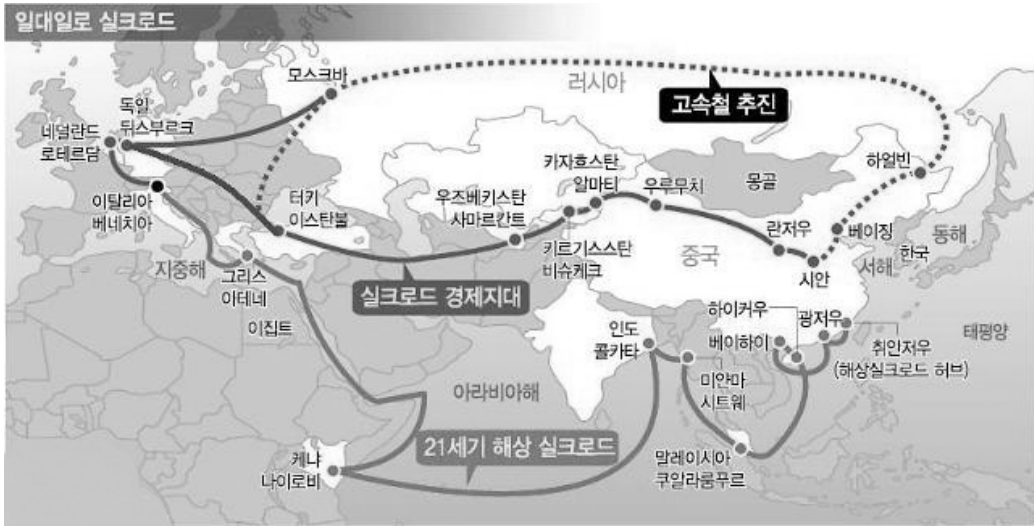 일대일로 실크로드
모스크바
러시아
고속철 추진
독일
뒤스부르크
네덜란드
로테르담
이탈리아
베네치아
터키
이스탄불
우즈베키스탄
사마르칸트
카자흐스탄
알마티
우루무치
몽골
하얼빈
란저우
베이징
시안
중국
한국
동해
서해
키르기스스탄
비슈케크
지중해
그리스
아테네
이집트
실크로드 경제지대
인도
콜카타
하이커우
베이하이
광저우
취안저우
(해상실크로드 허브)
태평양
미얀마
시트웨
아라비아해
21세기 해상 실크로드
케냐
나이로비
말레이시아
쿠알라룸푸르